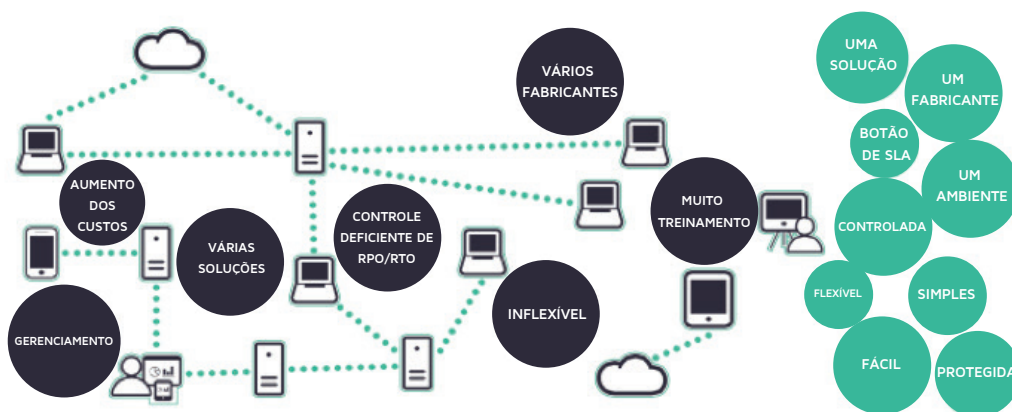 VÁRIOS
FABRICANTES
AUMENTO
DOS
CUSTOS
VÁRIAS
SOLUÇÕES
CONTROLE
DEFICIENTE DE
RPO/RTO
MUITO
TREINAMENTO
GERENCIAMENTO
INFLEXÍVEL
UMA
SOLUÇÃO
UM
FABRICANTE
BOTÃO
DE SLA
UM
AMBIENTE
CONTROLADA
FLEXÍVEL
SIMPLES
FÁCIL
PROTEGIDA